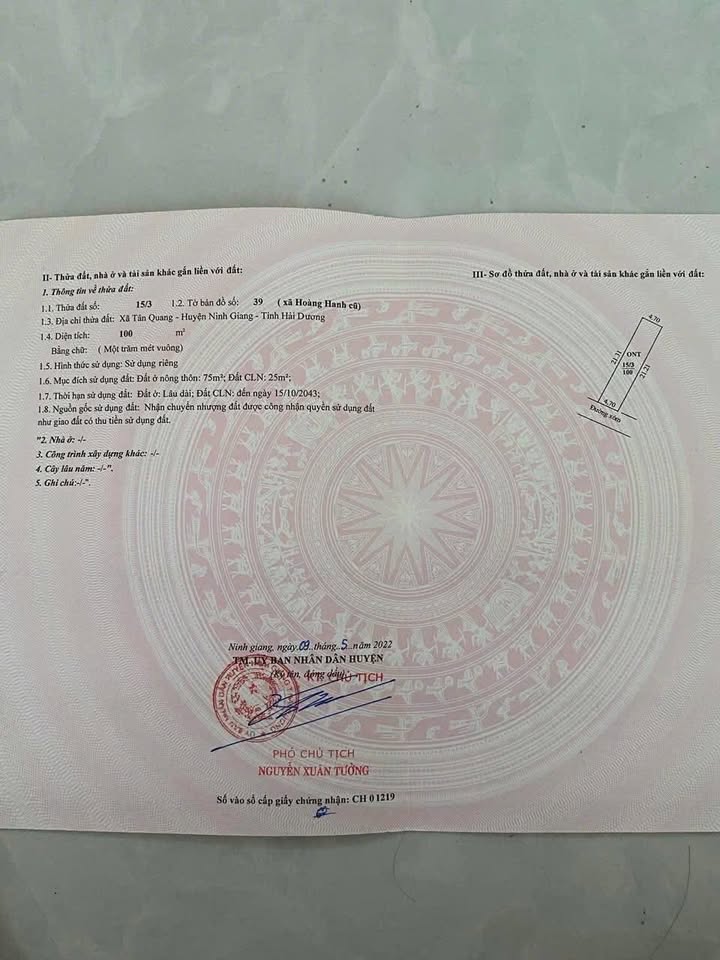 II- Thửa đất, nhà ở và tài sản khác gắn liền với đất:
1. Thông tin về thửa đất:
1.1. Thửa đất số: 15/3 1.2. Tờ bản đồ số: 39 ( xã Hoàng Hanh cũ)
1.3. Địa chỉ thửa đất: Xã Tân Quang - Huyện Ninh Giang - Tỉnh Hải Dương
1.4. Diện tích: 100 m²
Bằng chữ: ( Một trăm mét vuông)
1.5. Hình thức sử dụng: Sử dụng riêng
1.6. Mục đích sử dụng đất: Đất ở nông thôn: 75m²; Đất CLN: 25m²;
1.7. Thời hạn sử dụng đất: Đất ở: Lâu dài; Đất CLN: đến ngày 15/10/2043;
1.8. Nguồn gốc sử dụng đất: Nhận chuyển nhượng đất được công nhận quyền sử dụng đất
như giao đất có thu tiền sử dụng đất.
"2. Nhà ở: -/-
3. Công trình xây dựng khác: -/-
4. Cây lâu năm: -/-".
5. Ghi chú:-/-".
III- Sơ đồ thửa đất, nhà ở và tài sản khác gắn liền với đất:
4,70
21,31
ONT
15/3
100
21,21
4,70
Đường xóm
Ninh giang, ngày.09.tháng..5..năm 2022
TM. ỦY BAN NHÂN DÂN HUYỆN
(Ký tên, đóng dấu)
KT. CHỦ TỊCH
PHÓ CHỦ TỊCH
NGUYỄN XUÂN TƯỞNG
Số vào sổ cấp giấy chứng nhận: CH 01219